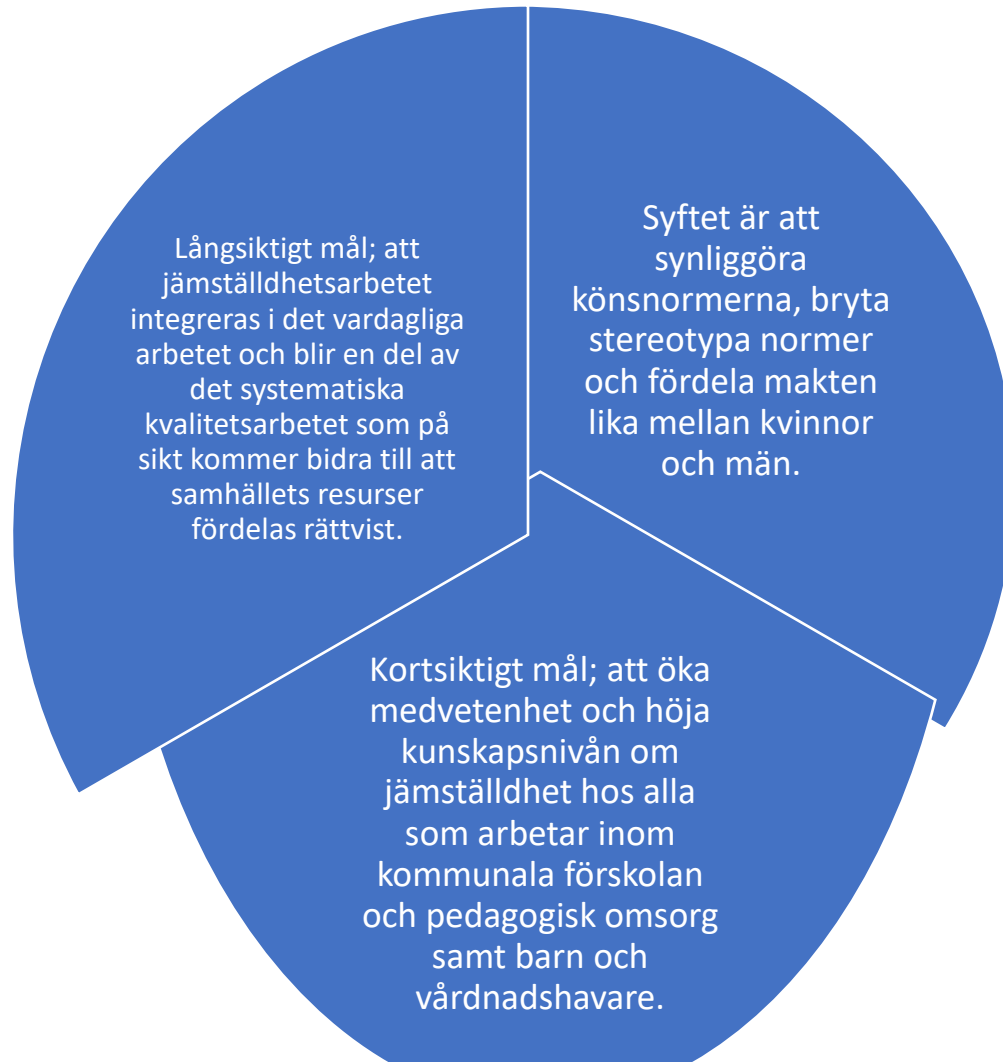 Långsiktigt mål; att
jämställdhetsarbetet
integreras i det vardagliga
arbetet och blir en del av
det systematiska
kvalitetsarbetet som på
sikt kommer bidra till att
samhällets resurser
fördelas rättvist.
Syftet är att
synliggöra
könsnormerna, bryta
stereotypa normer
och fördela makten
lika mellan kvinnor
och män.
Kortsiktigt mål; att öka
medvetenhet och höja
kunskapsnivån om
jämställdhet hos alla
som arbetar inom
kommunala förskolan
och pedagogisk omsorg
samt barn och
vårdnadshavare.